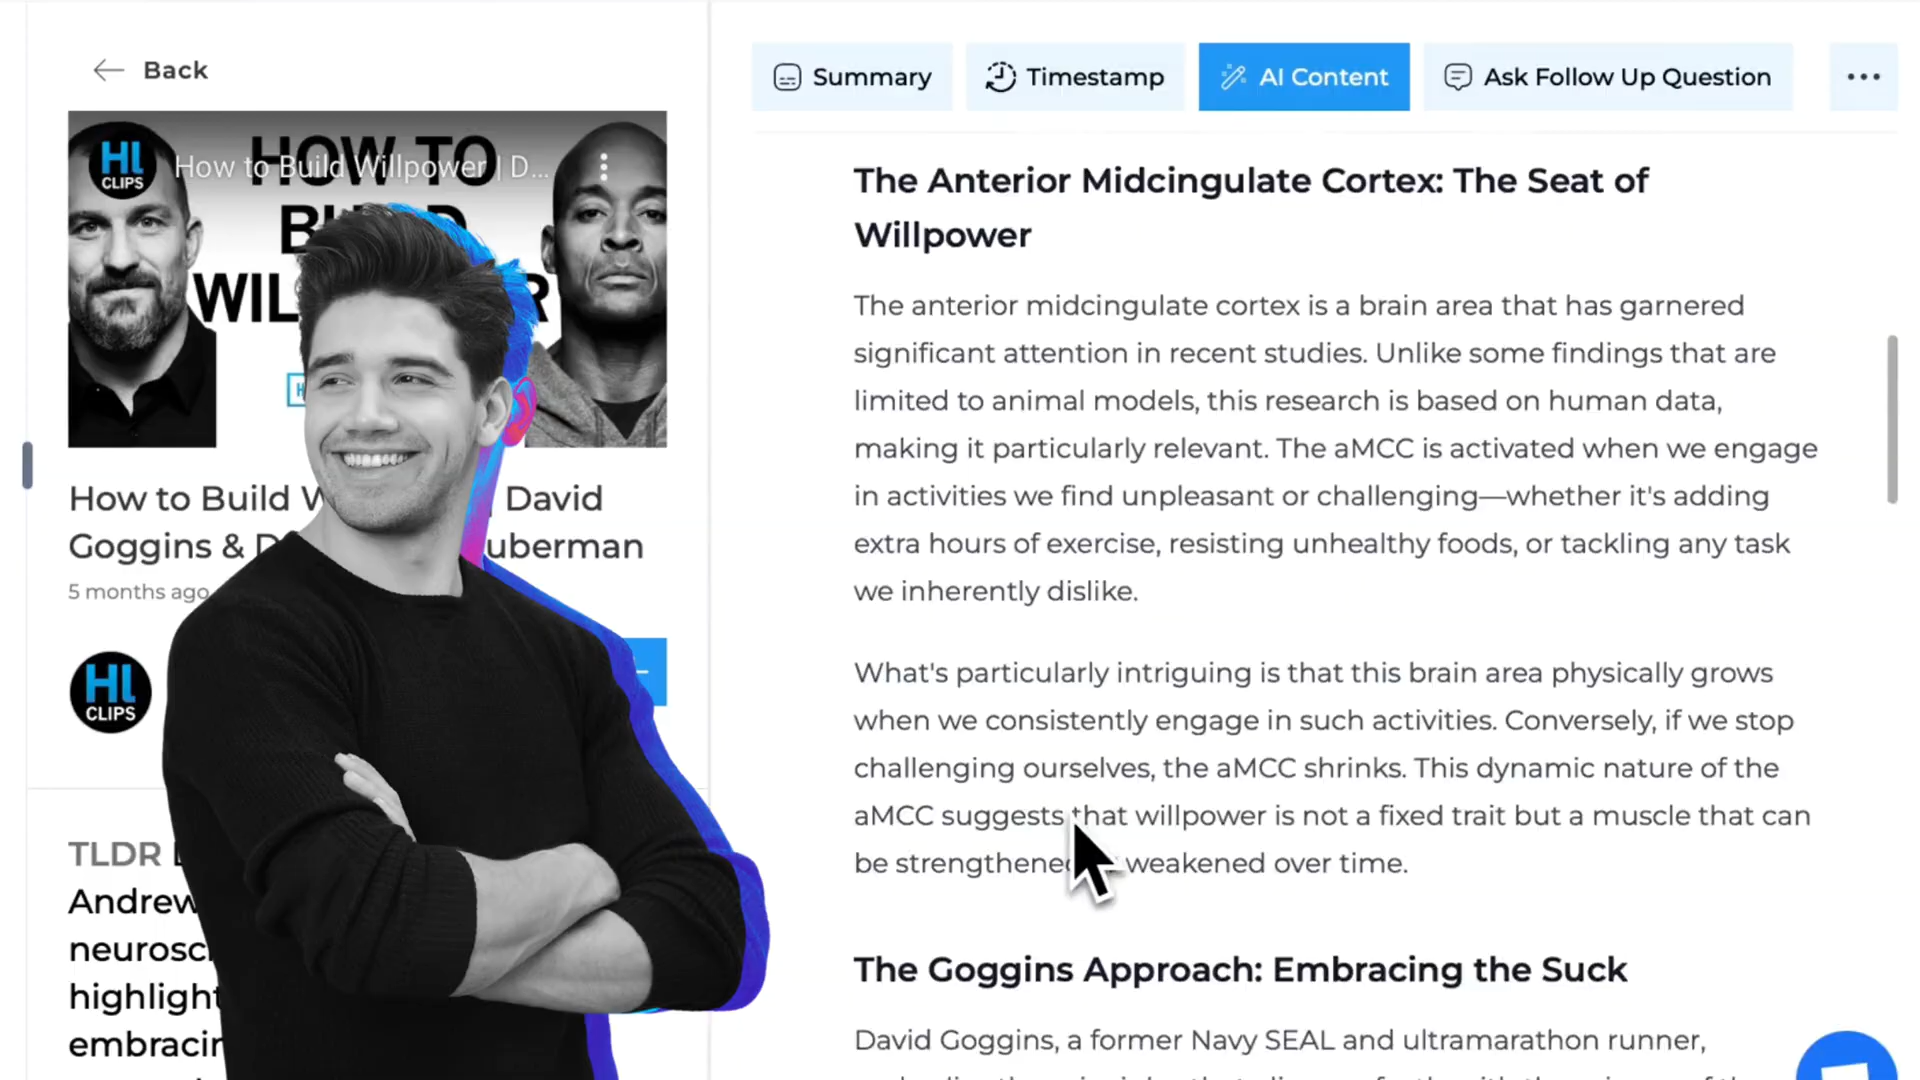 Back
Summary
Timestamp
AI Content
Ask Follow Up Question
HL
CLIPS
How to Build Willpower | D...
HOW TO
How to Build
David
Goggins &
uberman
5 months ago
HL
CLIPS
TLDR
Andrew
embracin
The Anterior Midcingulate Cortex: The Seat of
Willpower
The anterior midcingulate cortex is a brain area that has garnered
significant attention in recent studies. Unlike some findings that are
limited to animal models, this research is based on human data,
making it particularly relevant. The aMCC is activated when we engage
in activities we find unpleasant or challenging—whether it's adding
extra hours of exercise, resisting unhealthy foods, or tackling any task
we inherently dislike.
What's particularly intriguing is that this brain area physically grows
when we consistently engage in such activities. Conversely, if we stop
challenging ourselves, the aMCC shrinks. This dynamic nature of the
aMCC suggests that willpower is not a fixed trait but a muscle that can
be strengthened weakened over time.
The Goggins Approach: Embracing the Suck
David Goggins, a former Navy SEAL and ultramarathon runner,